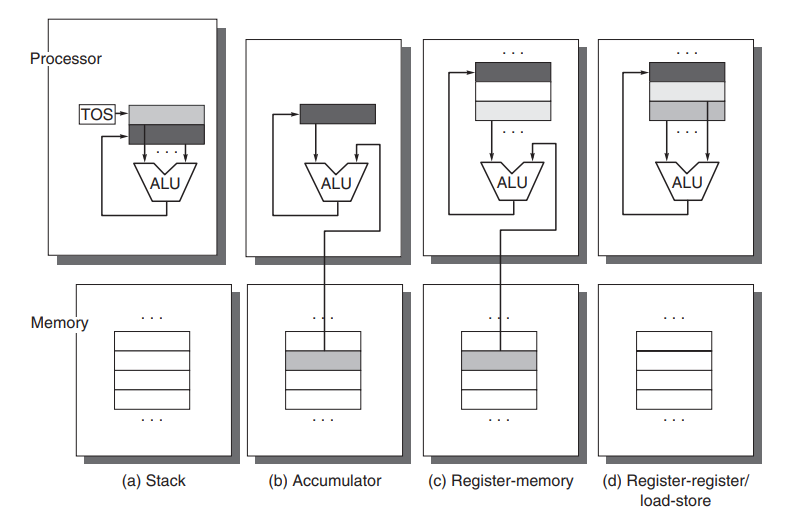 Processor
TOS
. . .
ALU
ALU
. . .
. . .
ALU
. . .
. . .
ALU
Memory
. . .
. . .
. . .
. . .
. . .
. . .
. . .
. . .
(a) Stack
(b) Accumulator
(c) Register-memory
(d) Register-register/
load-store